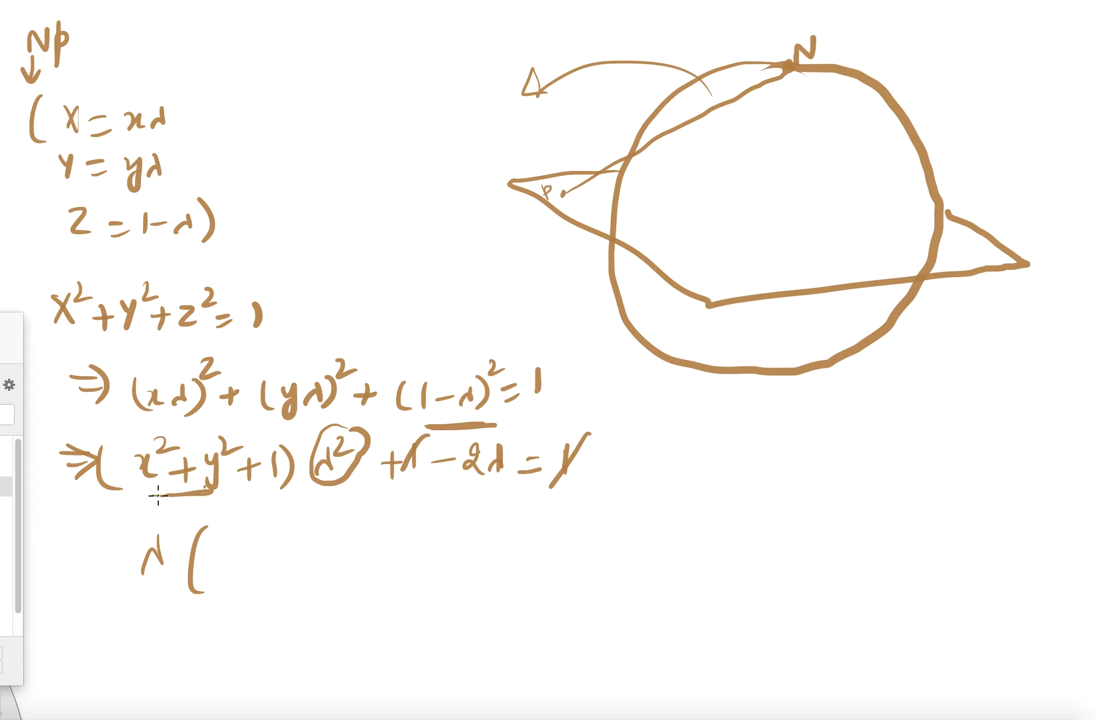 Np
↓
( X = xλ
Y = yλ
Z = 1-λ)
X² + Y² + Z² = 1
⇒ (xλ)² + (yλ)² + (1-λ)² = 1
⇒ (x² + y² + 1) λ² + 1 - 2λ = 1
λ (
N
P